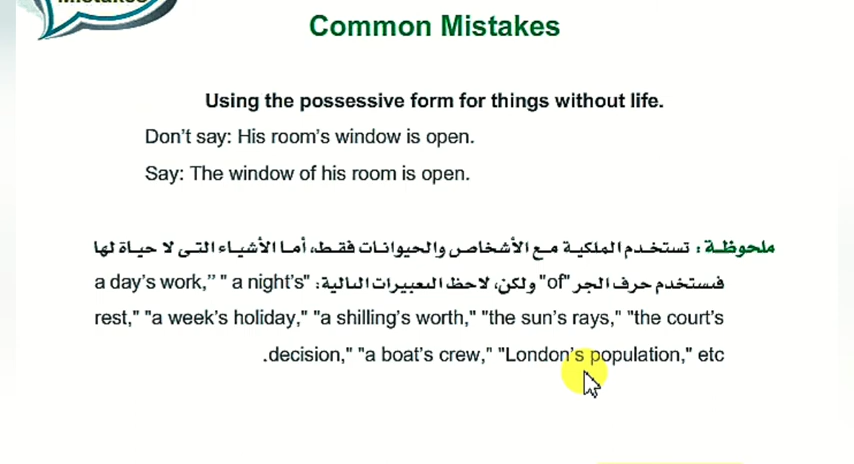 Mistakes
Common Mistakes
Using the possessive form for things without life.
Don't say: His room's window is open.
Say: The window of his room is open.
ملحوظة : تستخدم الملكية مع الأشخاص والحيوانات فقط، أما الأشياء التى لا حياة لها
فستخدم حرف الجر "of" ولكن، لاحظ التعبيرات التالية: "a day's work," " a night's
rest," "a week's holiday," "a shilling's worth," "the sun's rays," "the court's
decision," "a boat's crew," "London's population," etc.